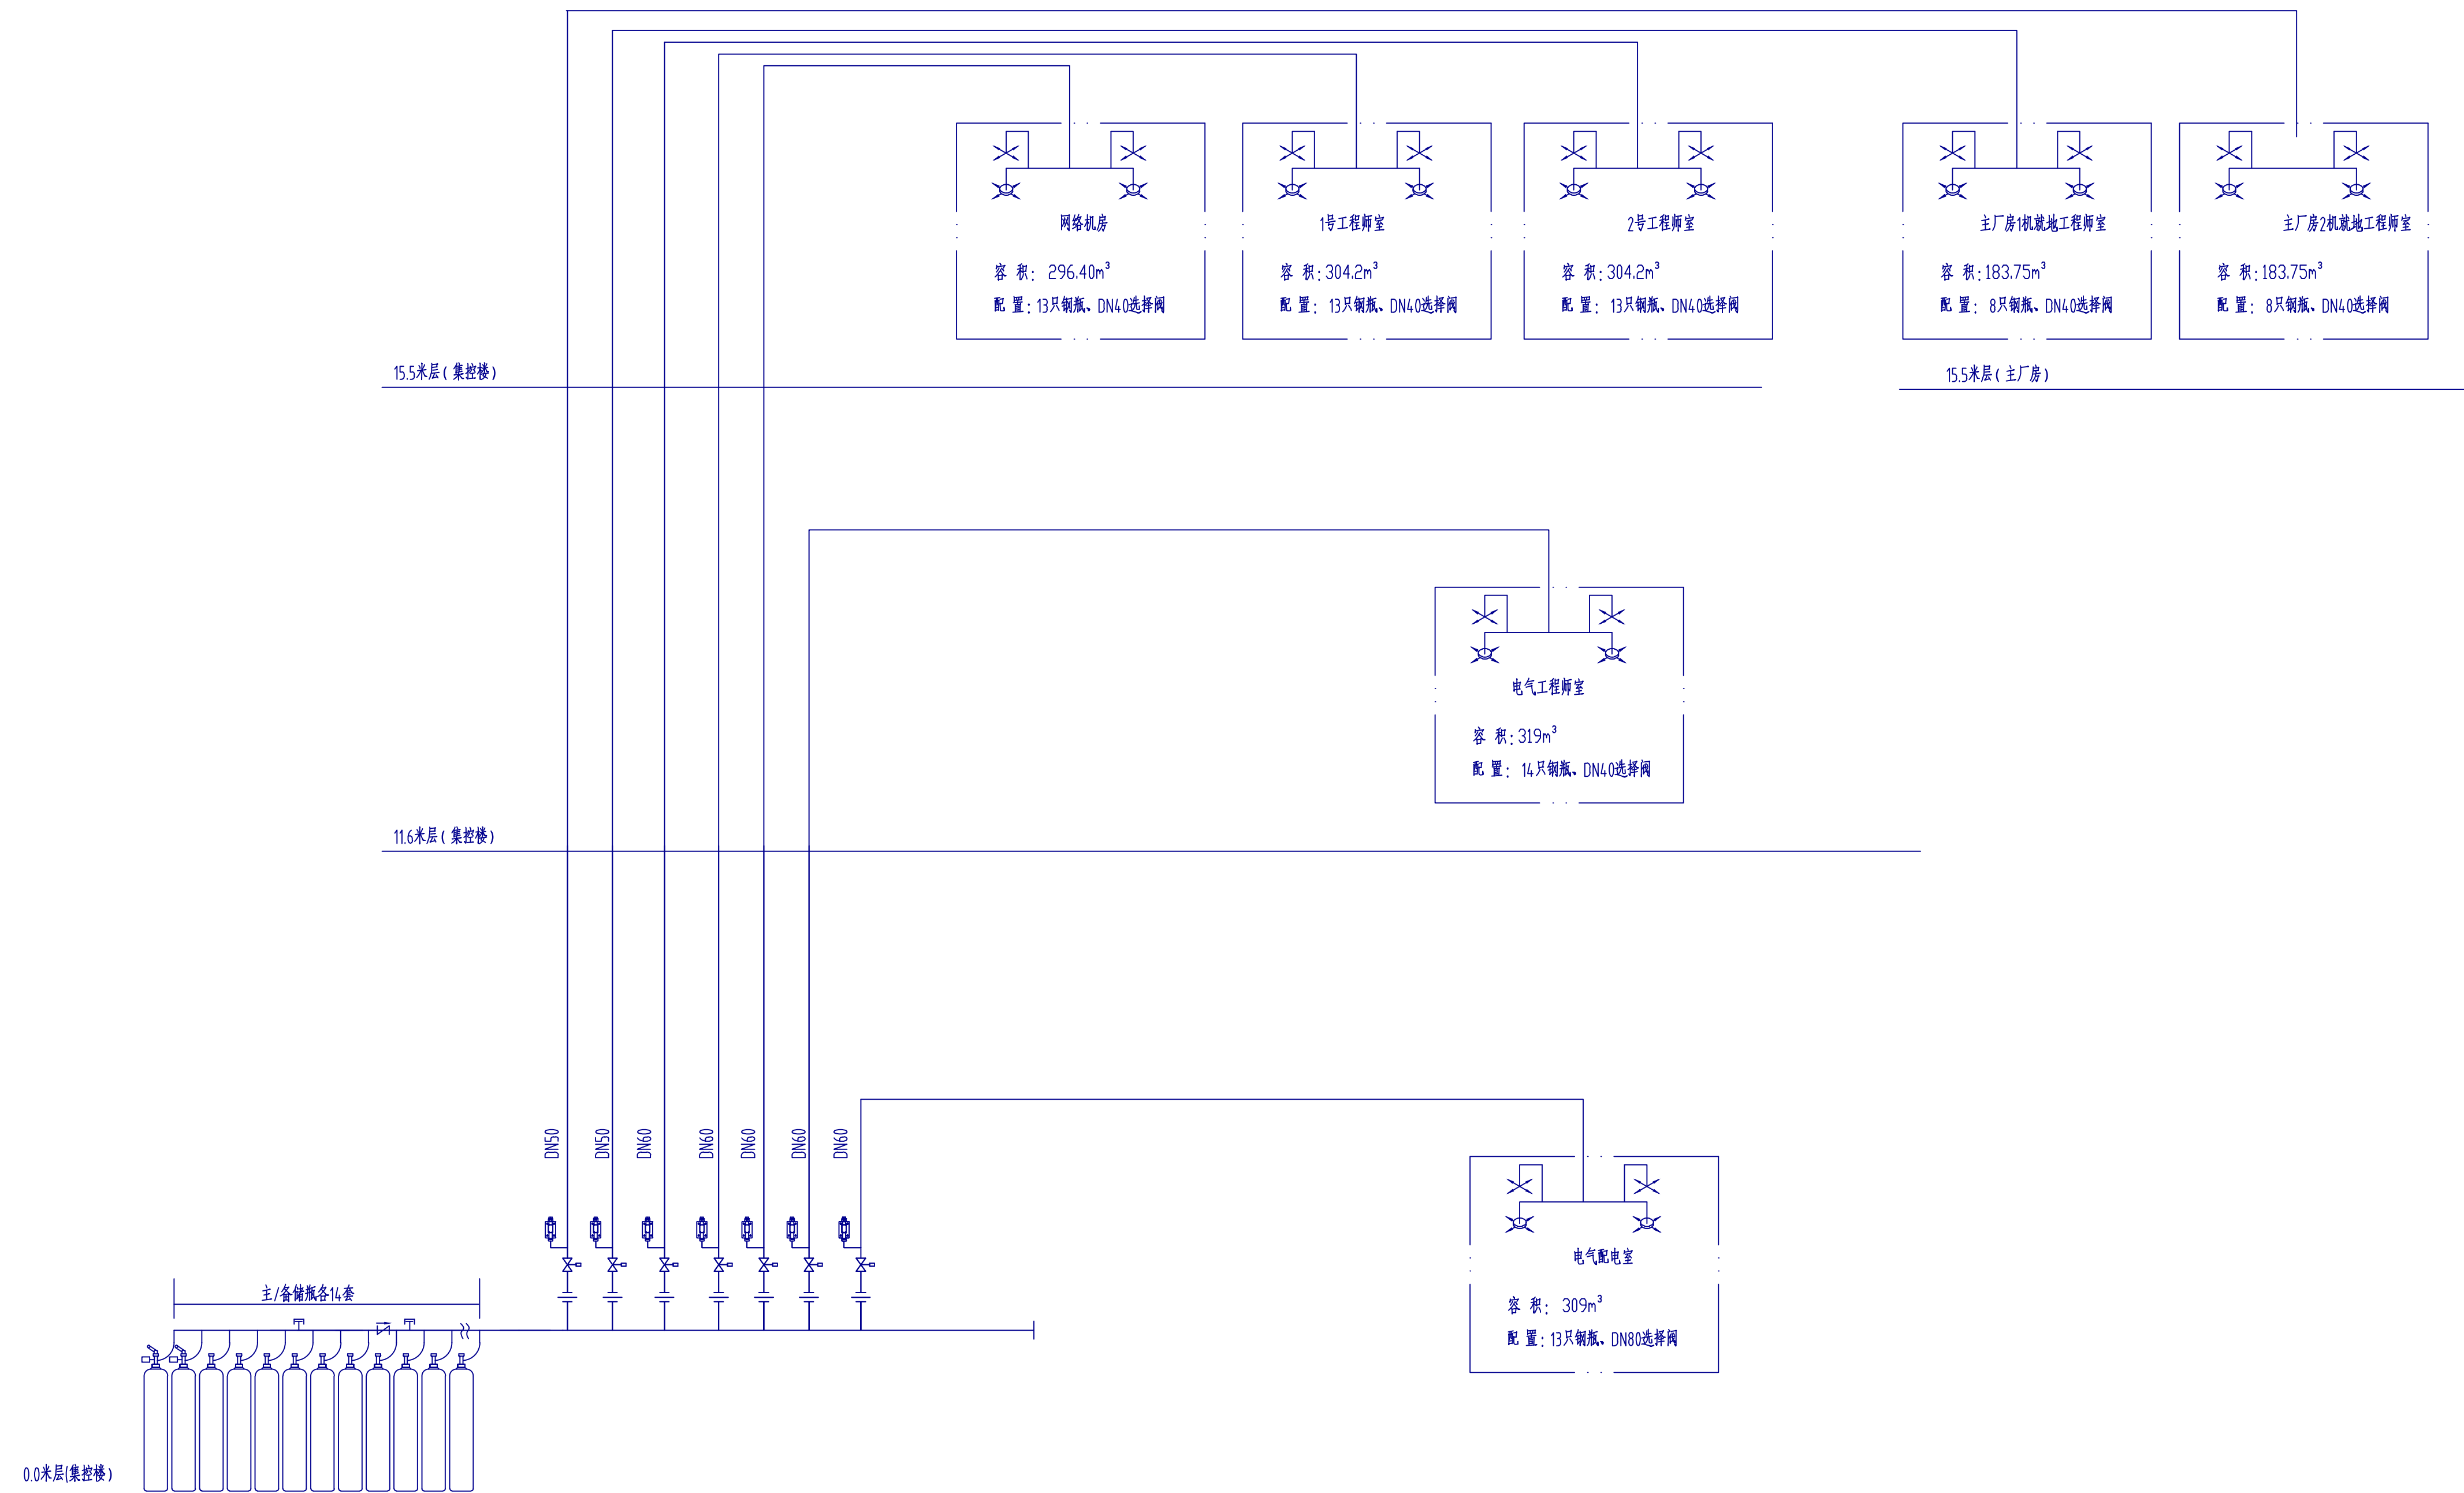 网络机房
容 积: 296.40m³
配 置:13只钢瓶、DN40选择阀
1号工程师室
容 积:304.2m³
配 置: 13只钢瓶、DN40选择阀
2号工程师室
容 积:304.2m³
配 置: 13只钢瓶、DN40选择阀
主厂房1机就地工程师室
容 积:183.75m³
配 置: 8只钢瓶、DN40选择阀
主厂房2机就地工程师室
容 积:183.75m³
配 置: 8只钢瓶、DN40选择阀
15.5米层(集控楼)
15.5米层(主厂房)
电气工程师室
容 积:319m³
配 置: 14只钢瓶、DN40选择阀
11.6米层(集控楼)
DN50
DN50
DN60
DN60
DN60
DN60
DN60
电气配电室
容 积: 309m³
配 置:13只钢瓶、DN80选择阀
主/备储瓶各14套
0.0米层(集控楼)